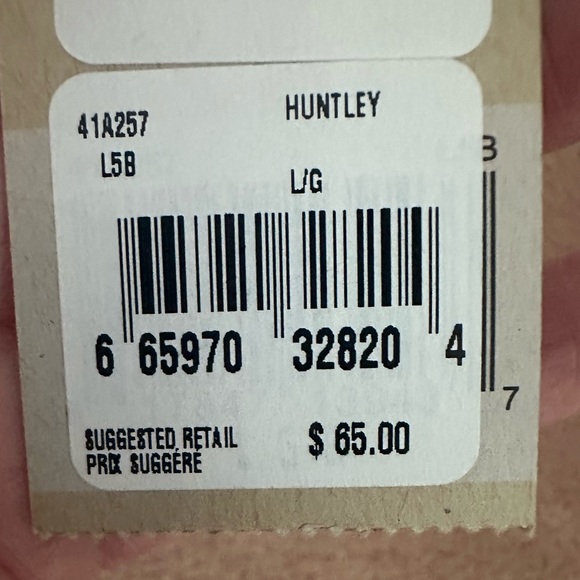 41A257 HUNTLEY
L5B
L/G
6 65970 32820 4
7
SUGGESTED RETAIL $ 65.00
PRIX SUGGÉRÉ